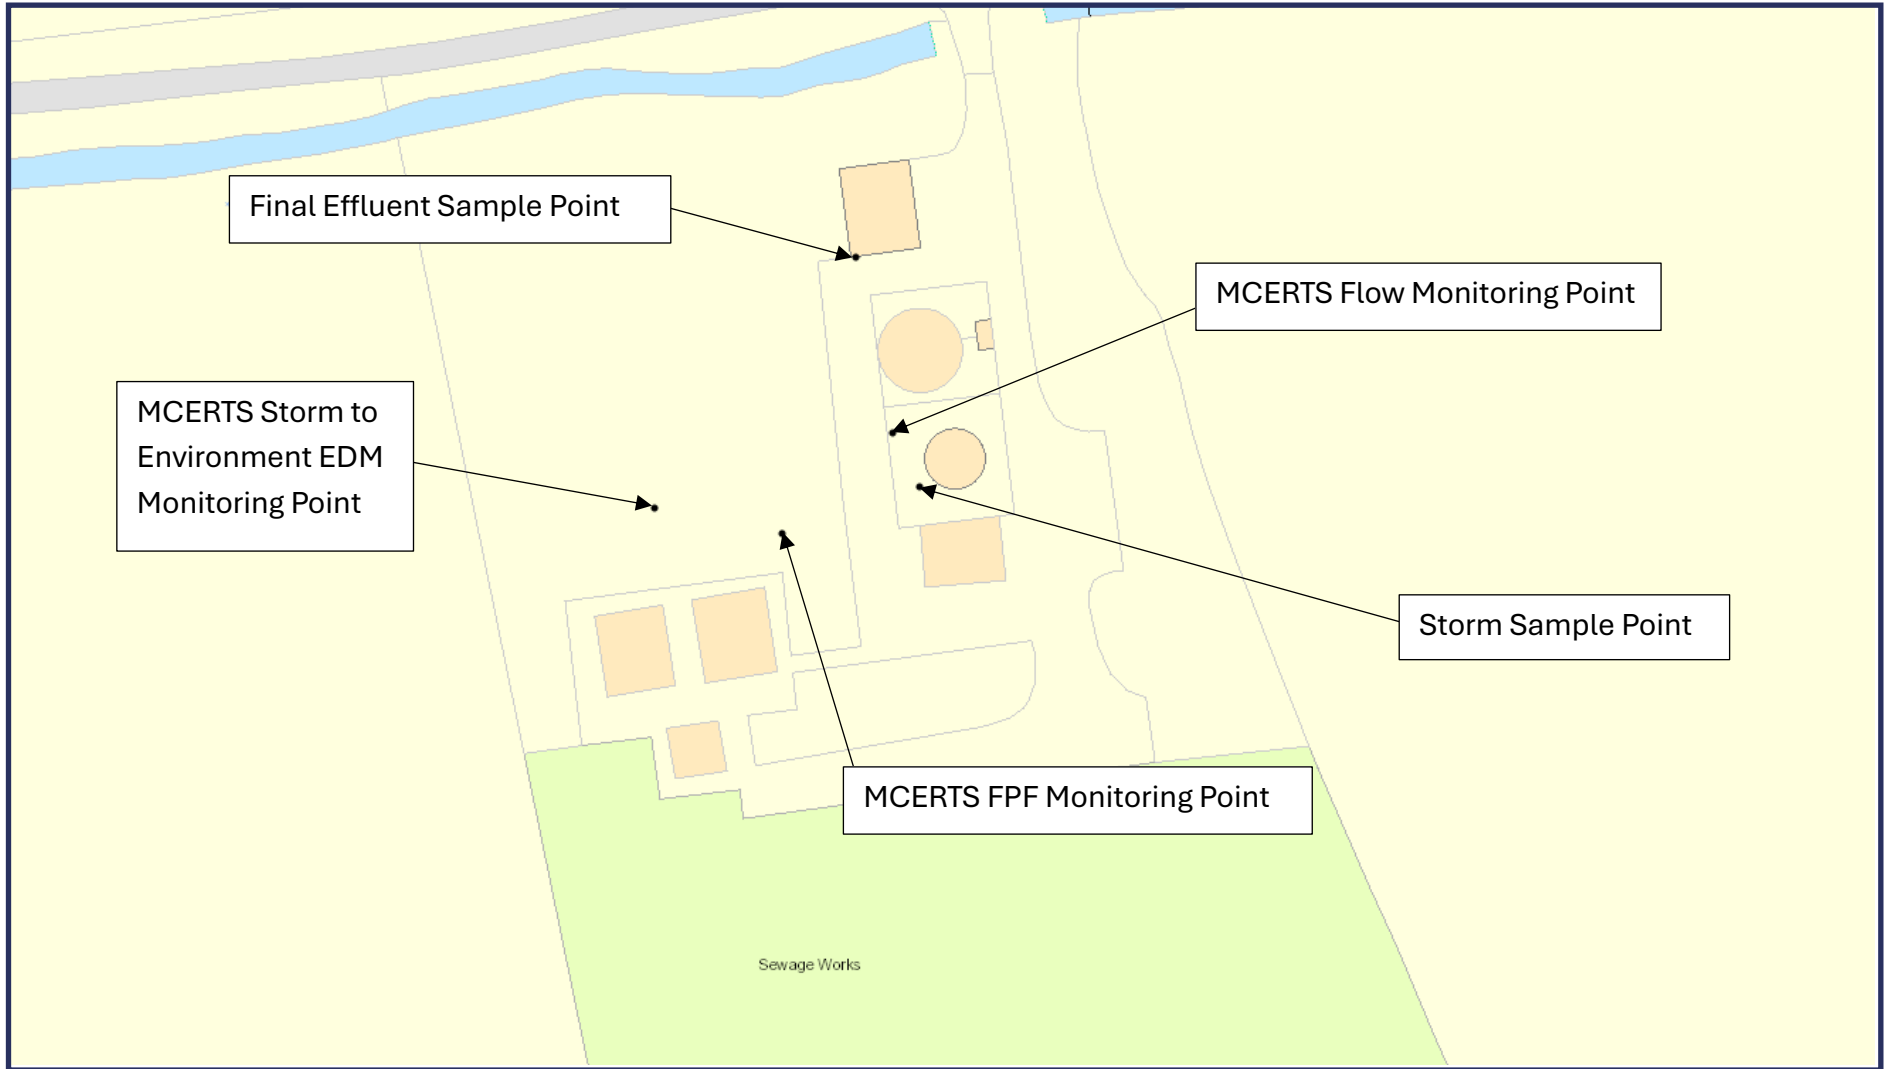 Final Effluent Sample Point
MCERTS Flow Monitoring Point
MCERTS Storm to
Environment EDM
Monitoring Point
Storm Sample Point
MCERTS FPF Monitoring Point
Sewage Works